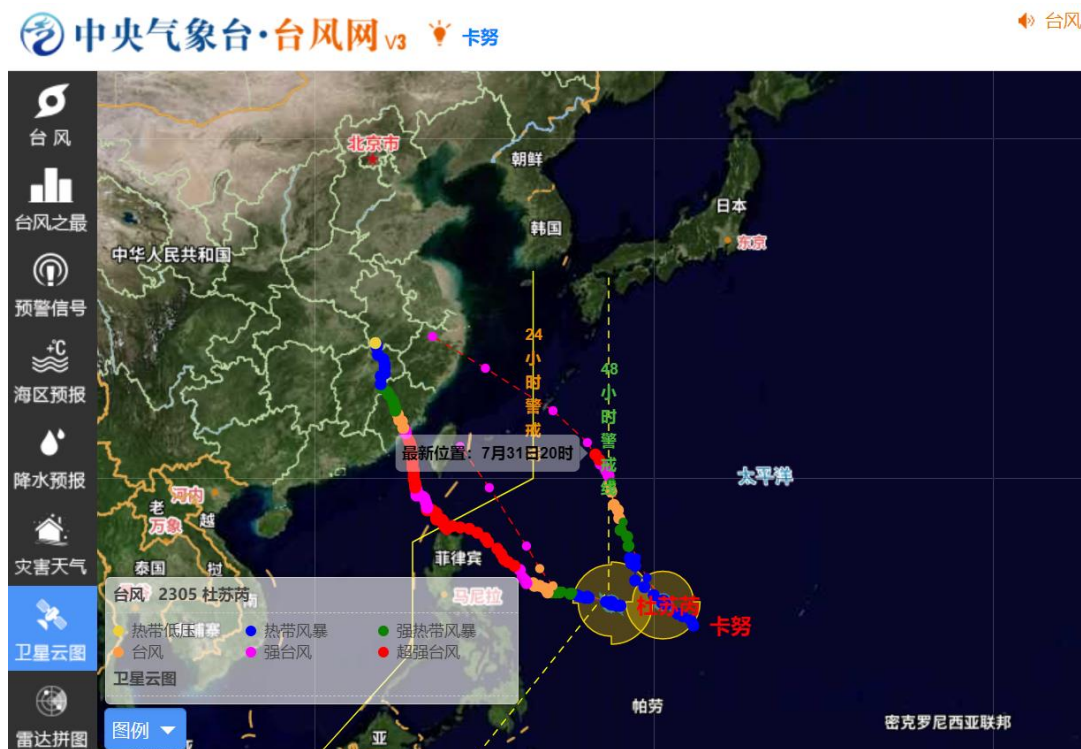 中央气象台·台风网 V3
卡努
台风
台风
台风之最
预警信号
海区预报
降水预报
灾害天气
卫星云图
雷达拼图
北京市
朝鲜
韩国
日本
东京
中华人民共和国
24小时警戒
48小时警戒线
最新位置：7月31日20时
太平洋
河内
老
越
万象
泰国
菲律宾
马尼拉
南
台风 2305 杜苏芮
热带低压 热带风暴 强热带风暴
台风 强台风 超强台风
卫星云图
图例
杜苏芮
卡努
帕劳
密克罗尼西亚联邦
亚